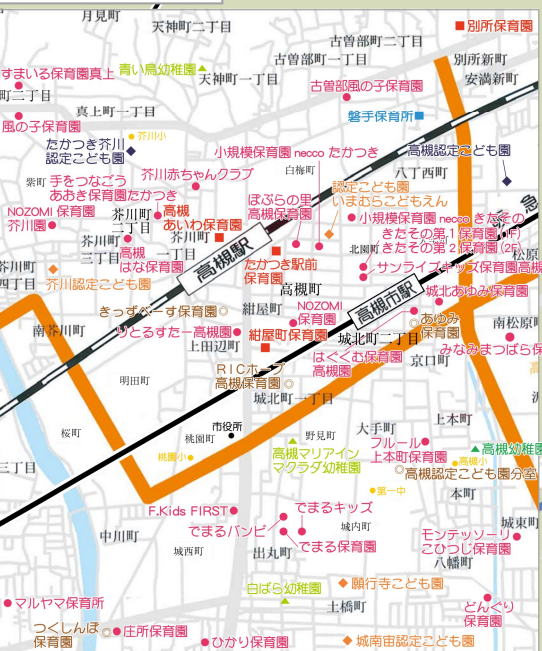 月見町
天神町二丁目
古曽部町二丁目
別所保育園
古曽部町一丁目
別所新町
すまいる保育園真上
青い鳥幼稚園
天神町一丁目
安満新町
町二丁目
古曽部風の子保育園
真上町一丁目
風の子保育園
磐手保育所
芥川小
たかつき芥川
認定こども園
小規模保育園 necco たかつき
高槻認定こども園
紫町
手をつなごう
あおき保育園たかつき
芥川赤ちゃんクラブ
白梅町
八丁西町
認定こども園
いまむらこどもえん
NOZOMI 保育園
芥川園
芥川町
二丁目
高槻
あいわ保育園
ぽぷらの里
高槻保育園
小規模保育園 necco きたその
きたその第 1 保育園(1F)
きたその第 2 保育園(2F)
急
芥川町
三丁目
高槻
はな保育園
芥川町
一丁目
高槻駅
たかつき駅前
保育園
北園町
松原
芥川町
四丁目
芥川認定こども園
サンライズキッズ保育園高槻
高槻町
城北あゆみ保育園
きっずぺーす保育園
紺屋町
NOZOMI
保育園
高槻市駅
あゆみ
保育園
南松原町
南芥川町
りとるすたー高槻園
上田辺町
紺屋町保育園
城北町二丁目
みなみまつばら保
はぐくむ保育園
高槻園
京口町
RICホープ
高槻保育園
明田町
城北町一丁目
上本町
桜町
市役所
桃園町
野見町
大手町
フルール
上本町保育園
高槻幼稚園
桃園小
高槻マリアイン
マクラダ幼稚園
高槻小
高槻認定こども園分室
三丁目
第一中
本町
F.Kids FIRST
でまるキッズ
城東町
中川町
でまるバンビ
城内町
モンテッソーリ
こひつじ保育園
城西町
出丸町
でまる保育園
八幡町
白ばら幼稚園
願行寺こども園
マルヤマ保育所
土橋町
どんぐり
保育園
つくしんぼ
保育園
庄所保育園
ひかり保育園
城南宙認定こども園